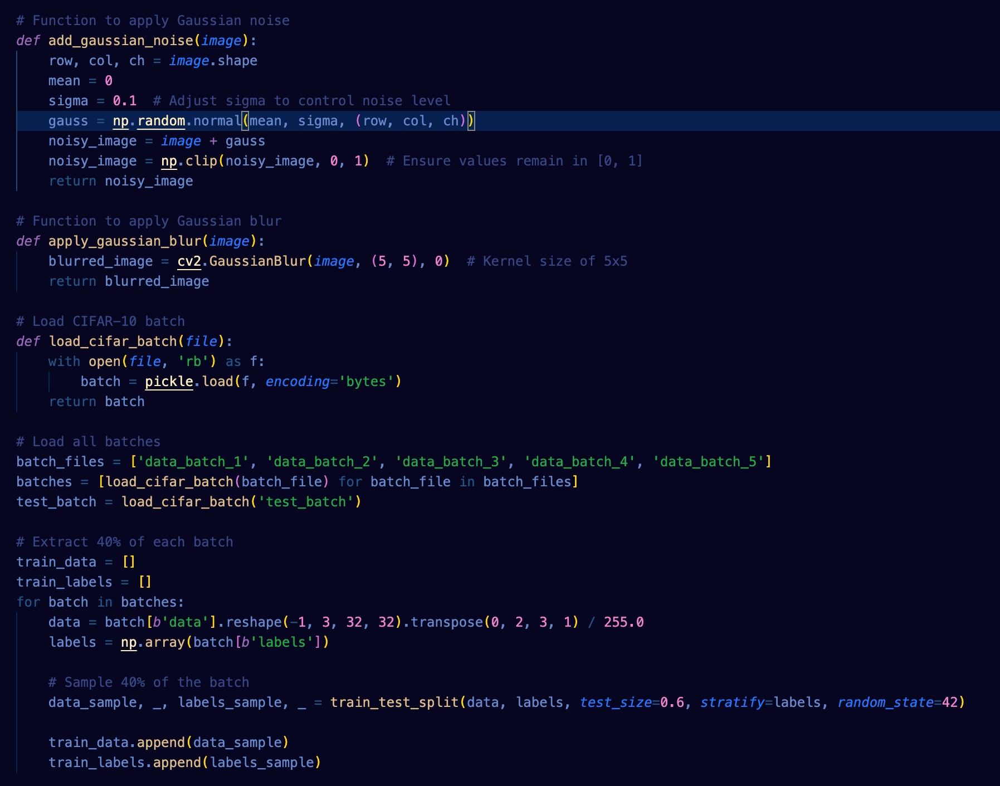 # Function to apply Gaussian noise
def add_gaussian_noise(image):
    row, col, ch = image.shape
    mean = 0
    sigma = 0.1  # Adjust sigma to control noise level
    gauss = np.random.normal(mean, sigma, (row, col, ch))
    noisy_image = image + gauss
    noisy_image = np.clip(noisy_image, 0, 1)  # Ensure values remain in [0, 1]
    return noisy_image

# Function to apply Gaussian blur
def apply_gaussian_blur(image):
    blurred_image = cv2.GaussianBlur(image, (5, 5), 0)  # Kernel size of 5x5
    return blurred_image

# Load CIFAR-10 batch
def load_cifar_batch(file):
    with open(file, 'rb') as f:
        batch = pickle.load(f, encoding='bytes')
    return batch

# Load all batches
batch_files = ['data_batch_1', 'data_batch_2', 'data_batch_3', 'data_batch_4', 'data_batch_5']
batches = [load_cifar_batch(batch_file) for batch_file in batch_files]
test_batch = load_cifar_batch('test_batch')

# Extract 40% of each batch
train_data = []
train_labels = []
for batch in batches:
    data = batch[b'data'].reshape(-1, 3, 32, 32).transpose(0, 2, 3, 1) / 255.0
    labels = np.array(batch[b'labels'])

    # Sample 40% of the batch
    data_sample, _, labels_sample, _ = train_test_split(data, labels, test_size=0.6, stratify=labels, random_state=42)

    train_data.append(data_sample)
    train_labels.append(labels_sample)